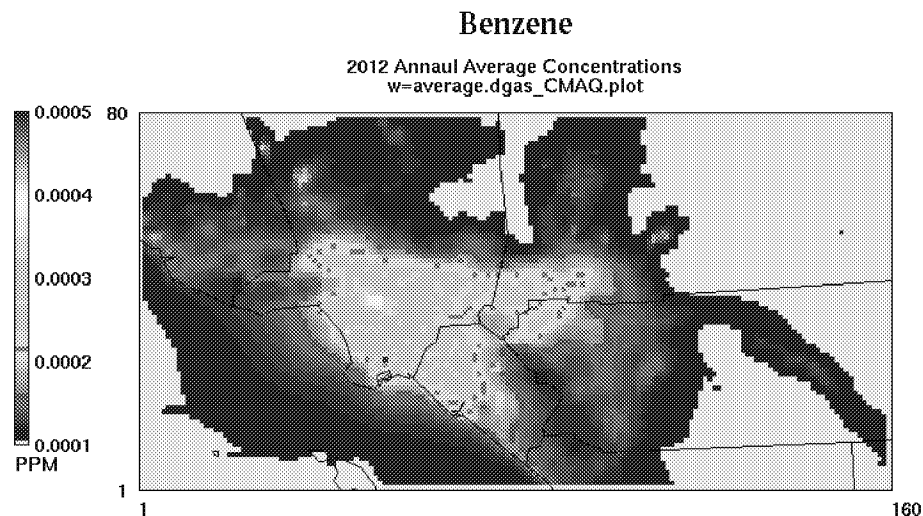 Benzene
2012 Annaul Average Concentrations
w=average.dgas_CMAQ.plot
0.0005
0.0004
0.0003
0.0002
0.0001
PPM
80
1
1
160